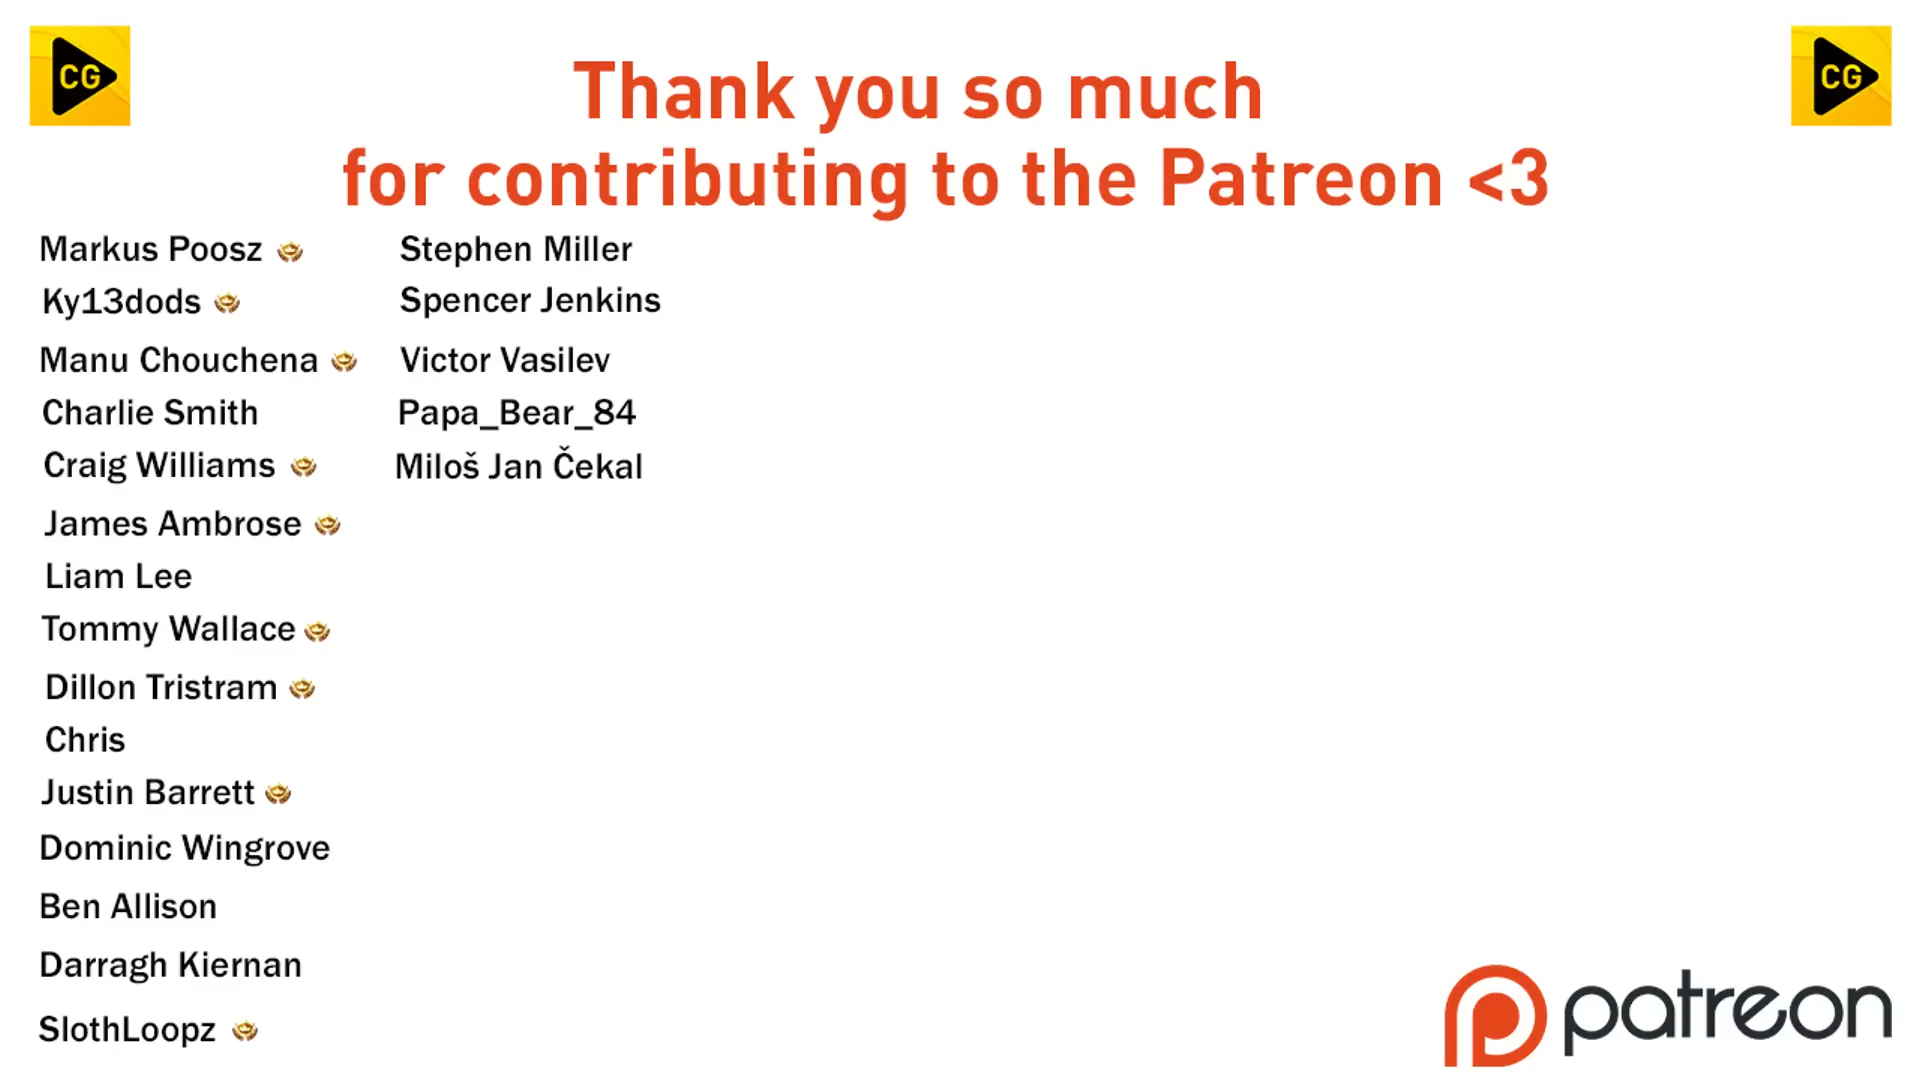 CG
CG
Thank you so much
for contributing to the Patreon <3
Markus Poosz
Ky13dods
Manu Chouchena
Charlie Smith
Craig Williams
James Ambrose
Liam Lee
Tommy Wallace
Dillon Tristram
Chris
Justin Barrett
Dominic Wingrove
Ben Allison
Darragh Kiernan
SlothLoopz
Stephen Miller
Spencer Jenkins
Victor Vasilev
Papa_Bear_84
Miloš Jan Čekal
patreon